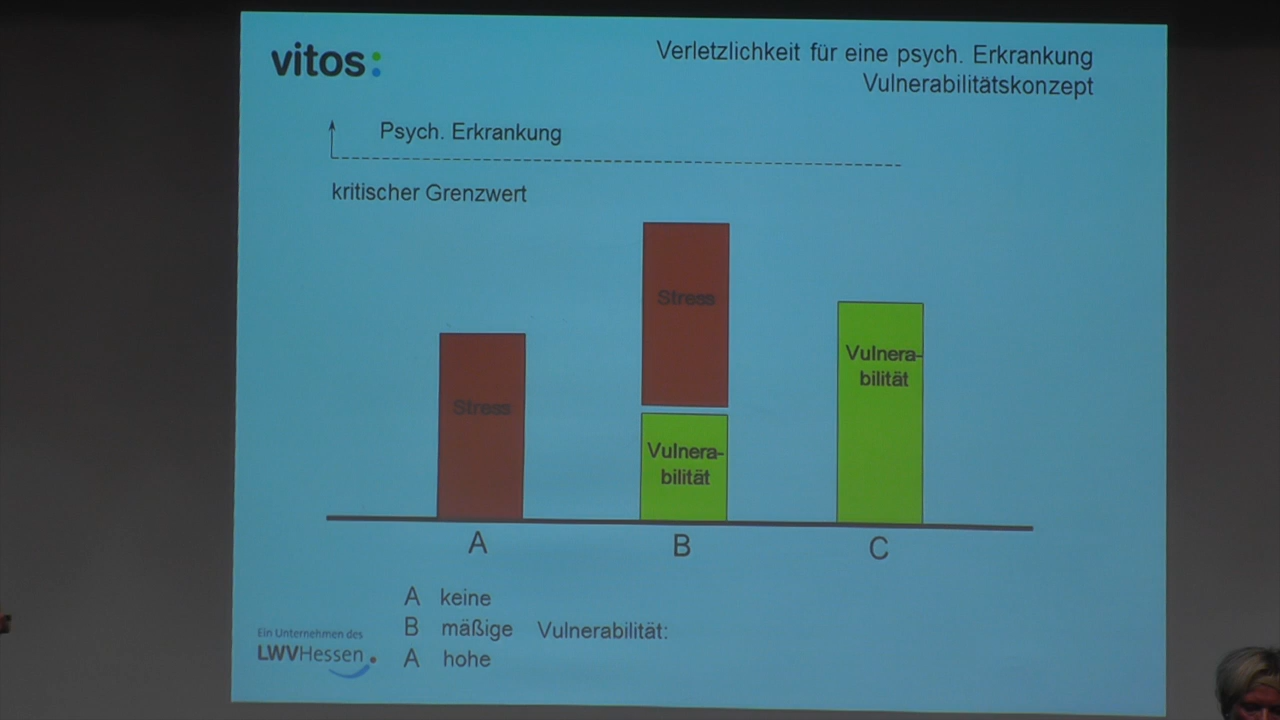 vitos:
Verletzlichkeit für eine psych. Erkrankung
Vulnerabilitätskonzept
Psych. Erkrankung
kritischer Grenzwert
Stress
Stress
Vulnera-
bilität
Vulnera-
bilität
A
B
C
A keine
B mäßige Vulnerabilität:
A hohe
Ein Unternehmen des
LWVHessen